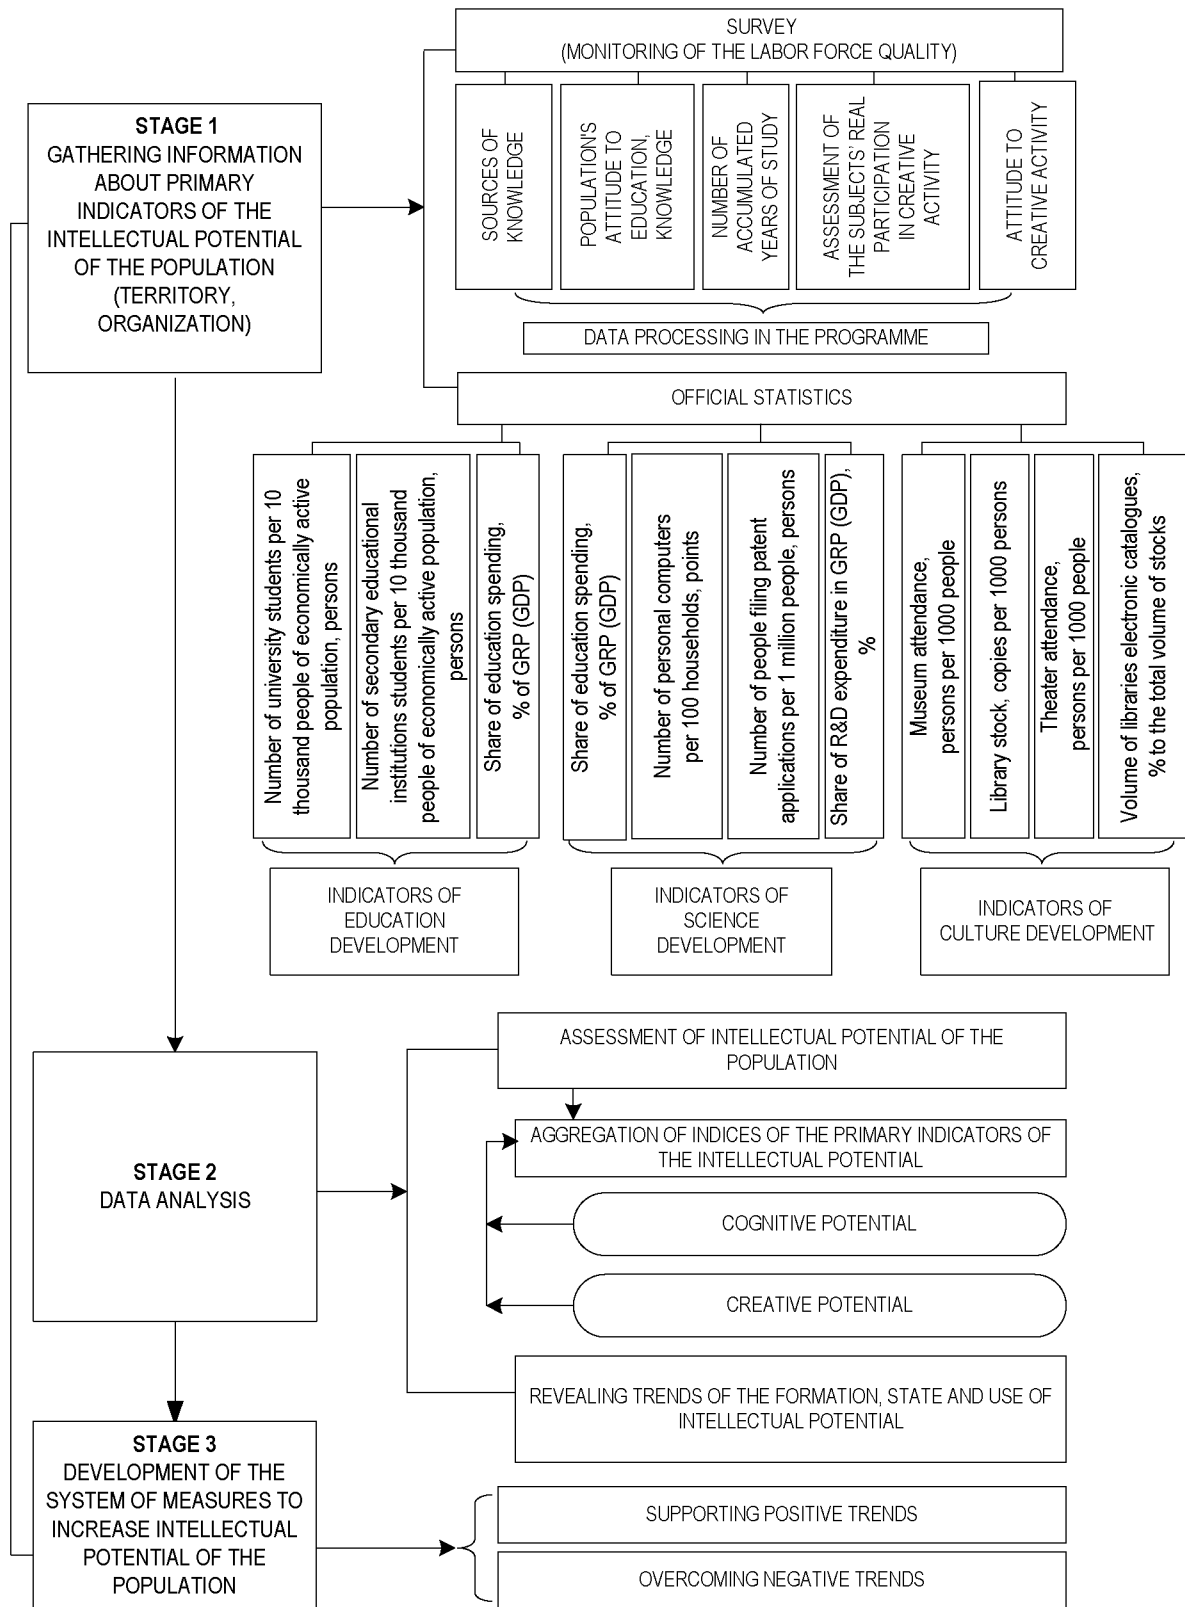 SURVEY
(MONITORING OF THE LABOR FORCE QUALITY)
STAGE 1
GATHERING INFORMATION
ABOUT PRIMARY
INDICATORS OF THE
INTELLECTUAL POTENTIAL
OF THE POPULATION
(TERRITORY,
ORGANIZATION)
SOURCES OF
KNOWLEDGE
POPULATION'S
ATTITUDE TO
EDUCATION,
KNOWLEDGE
NUMBER OF
ACCUMULATED
YEARS OF STUDY
ASSESSMENT OF
THE SUBJECTS' REAL
PARTICIPATION
IN CREATIVE
ACTIVITY
ATTITUDE TO
CREATIVE ACTIVITY
DATA PROCESSING IN THE PROGRAMME
OFFICIAL STATISTICS
Number of university students per 10
thousand people of economically active
population, persons
Number of secondary educational
institutions students per 10 thousand
people of economically active population,
persons
Share of education spending,
% of GRP (GDP)
Share of education spending,
% of GRP (GDP)
Number of personal computers
per 100 households, points
Number of people filing patent
applications per 1 million people, persons
Share of R&D expenditure in GRP (GDP),
%
Museum attendance,
persons per 1000 people
Library stock, copies per 1000 persons
Theater attendance,
persons per 1000 people
Volume of libraries electronic catalogues,
% to the total volume of stocks
INDICATORS OF
EDUCATION
DEVELOPMENT
INDICATORS OF
SCIENCE
DEVELOPMENT
INDICATORS OF
CULTURE DEVELOPMENT
STAGE 2
DATA ANALYSIS
ASSESSMENT OF INTELLECTUAL POTENTIAL OF THE
POPULATION
AGGREGATION OF INDICES OF THE PRIMARY INDICATORS OF
THE INTELLECTUAL POTENTIAL
COGNITIVE POTENTIAL
CREATIVE POTENTIAL
REVEALING TRENDS OF THE FORMATION, STATE AND USE OF
INTELLECTUAL POTENTIAL
STAGE 3
DEVELOPMENT OF THE
SYSTEM OF MEASURES TO
INCREASE INTELLECTUAL
POTENTIAL OF THE
POPULATION
SUPPORTING POSITIVE TRENDS
OVERCOMING NEGATIVE TRENDS